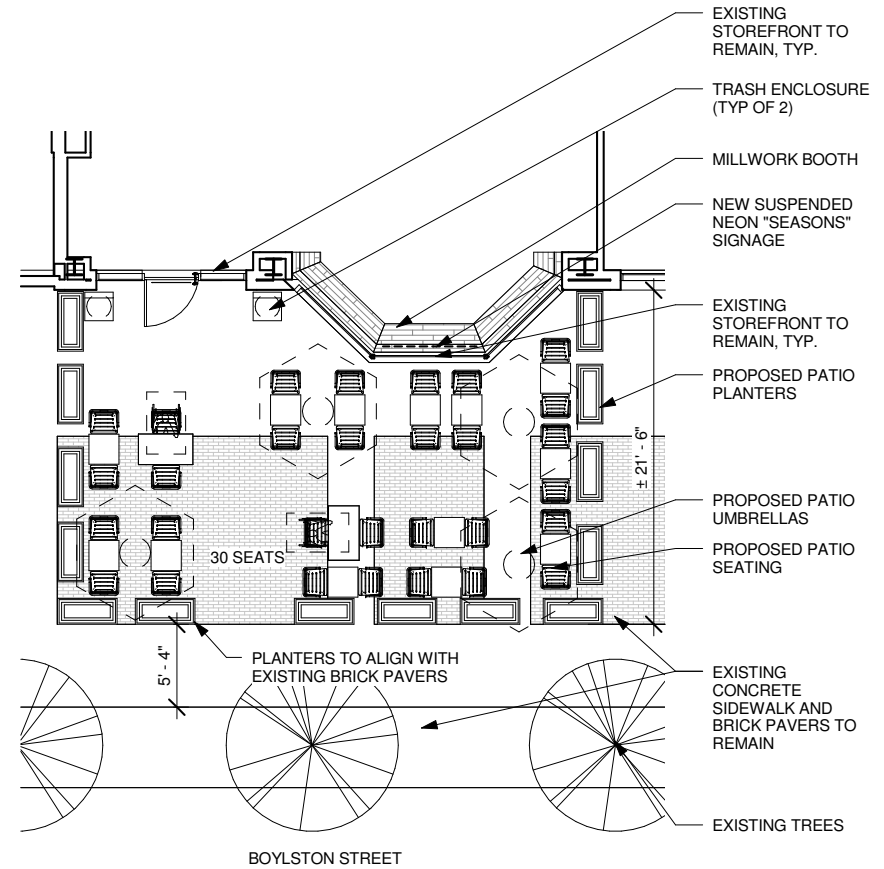 EXISTING
STOREFRONT TO
REMAIN, TYP.
TRASH ENCLOSURE
(TYP OF 2)
MILLWORK BOOTH
NEW SUSPENDED
NEON "SEASONS"
SIGNAGE
EXISTING
STOREFRONT TO
REMAIN, TYP.
PROPOSED PATIO
PLANTERS
± 21' - 6"
PROPOSED PATIO
UMBRELLAS
PROPOSED PATIO
SEATING
30 SEATS
5' - 4"
PLANTERS TO ALIGN WITH
EXISTING BRICK PAVERS
EXISTING
CONCRETE
SIDEWALK AND
BRICK PAVERS TO
REMAIN
EXISTING TREES
BOYLSTON STREET